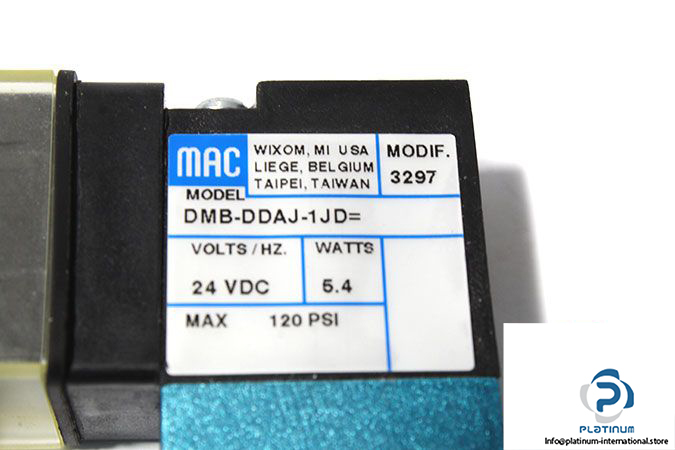 MAC
WIXOM, MI USA
LIEGE, BELGIUM
TAIPEI, TAIWAN
MODIF.
3297
MODEL
DMB-DDAJ-1JD=
VOLTS/HZ.
24 VDC
WATTS
5.4
MAX 120 PSI
PLATINUM
info@platinum-international.store